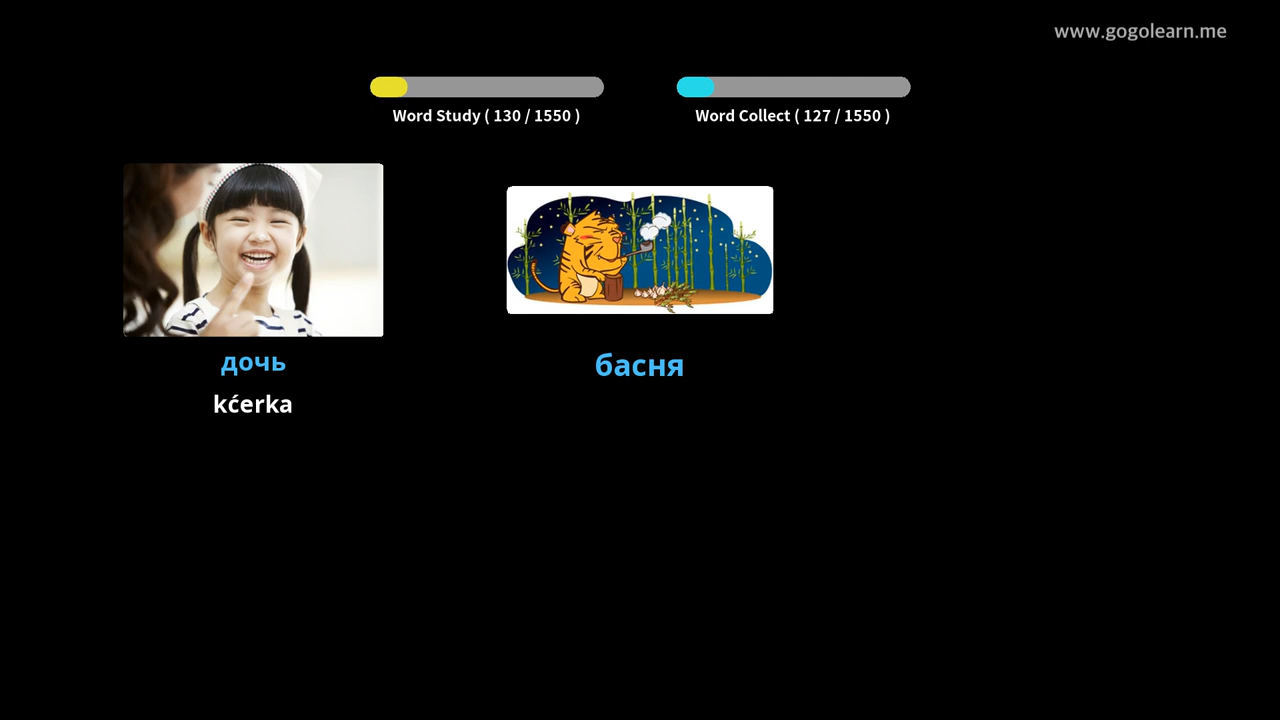 www.gogolearn.me
Word Study ( 130 / 1550 )
Word Collect ( 127 / 1550 )
дочь
kćerka
басня